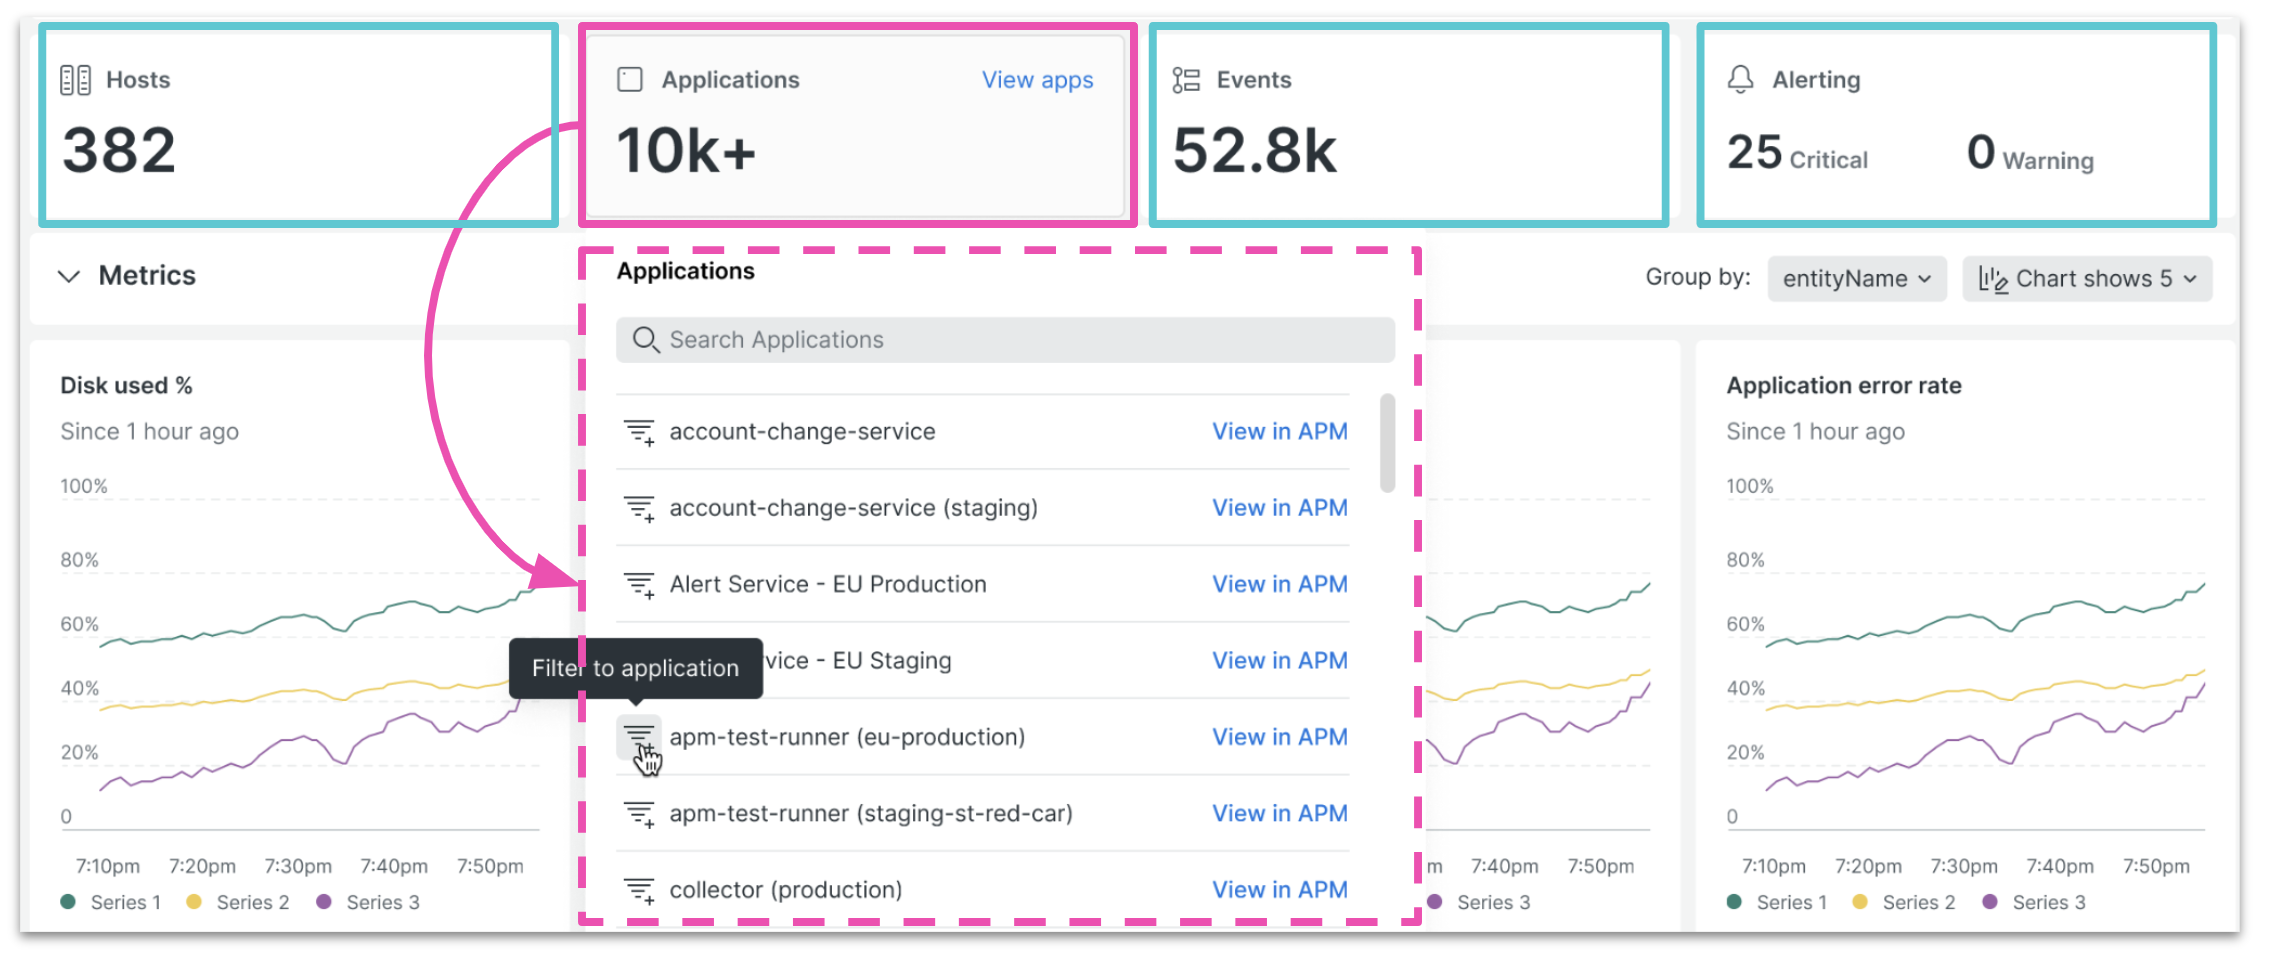 Hosts
382
Applications
View apps
10k+
Events
52.8k
Alerting
25 Critical
0 Warning
Metrics
Group by:
entityName
Chart shows 5
Disk used %
Since 1 hour ago
100%
80%
60%
40%
20%
0
7:10pm 7:20pm 7:30pm 7:40pm 7:50pm
Series 1 Series 2 Series 3
Applications
Search Applications
account-change-service View in APM
account-change-service (staging) View in APM
Alert Service - EU Production View in APM
Filter to application
- EU Staging View in APM
apm-test-runner (eu-production) View in APM
apm-test-runner (staging-st-red-car) View in APM
collector (production) View in APM
7:40pm 7:50pm
Series 3
Application error rate
Since 1 hour ago
100%
80%
60%
40%
20%
0
7:10pm 7:20pm 7:30pm 7:40pm 7:50pm
Series 1 Series 2 Series 3